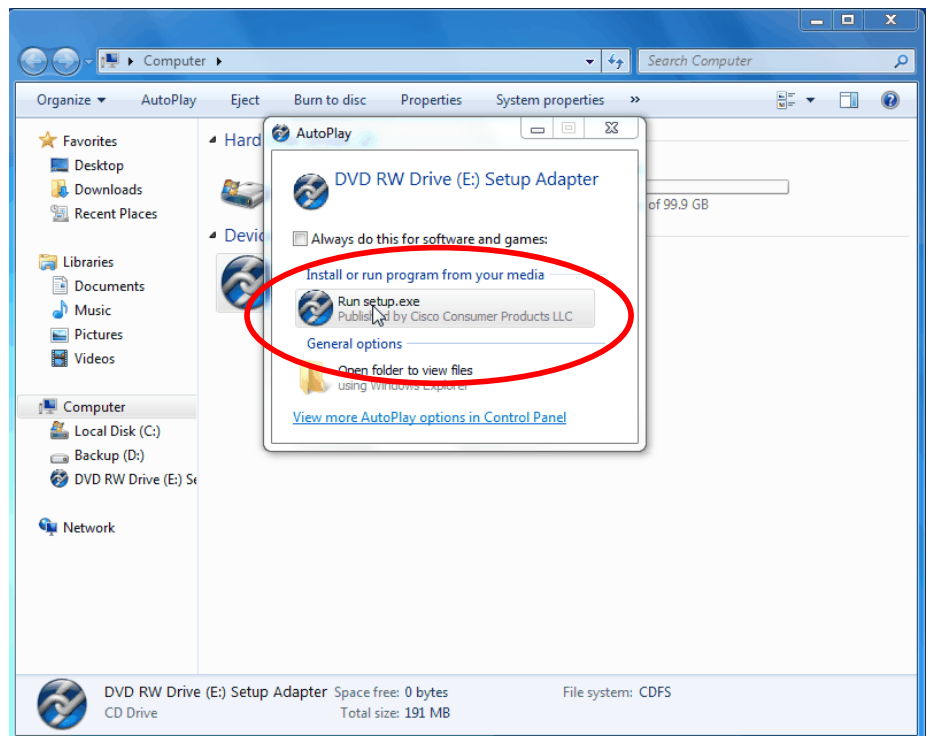 Computer
Search Computer
Organize AutoPlay Eject Burn to disc Properties System properties »
Favorites
Desktop
Downloads
Recent Places
Libraries
Documents
Music
Pictures
Videos
Computer
Local Disk (C:)
Backup (D:)
DVD RW Drive (E:) Se
Network
Hard
of 99.9 GB
Devic
AutoPlay
DVD RW Drive (E:) Setup Adapter
Always do this for software and games:
Install or run program from your media
Run setup.exe
Published by Cisco Consumer Products LLC
General options
Open folder to view files
using Windows Explorer
View more AutoPlay options in Control Panel
DVD RW Drive (E:) Setup Adapter Space free: 0 bytes File system: CDFS
CD Drive Total size: 191 MB